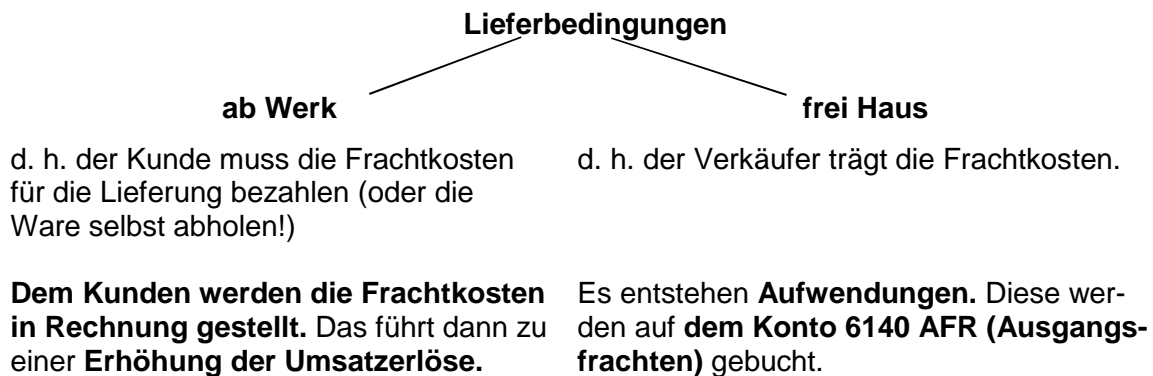 Lieferbedingungen
ab Werk
d. h. der Kunde muss die Frachtkosten
für die Lieferung bezahlen (oder die
Ware selbst abholen!)
Dem Kunden werden die Frachtkosten
in Rechnung gestellt. Das führt dann zu
einer Erhöhung der Umsatzerlöse.
frei Haus
d. h. der Verkäufer trägt die Frachtkosten.
Es entstehen Aufwendungen. Diese wer-
den auf dem Konto 6140 AFR (Ausgangs-
frachten) gebucht.